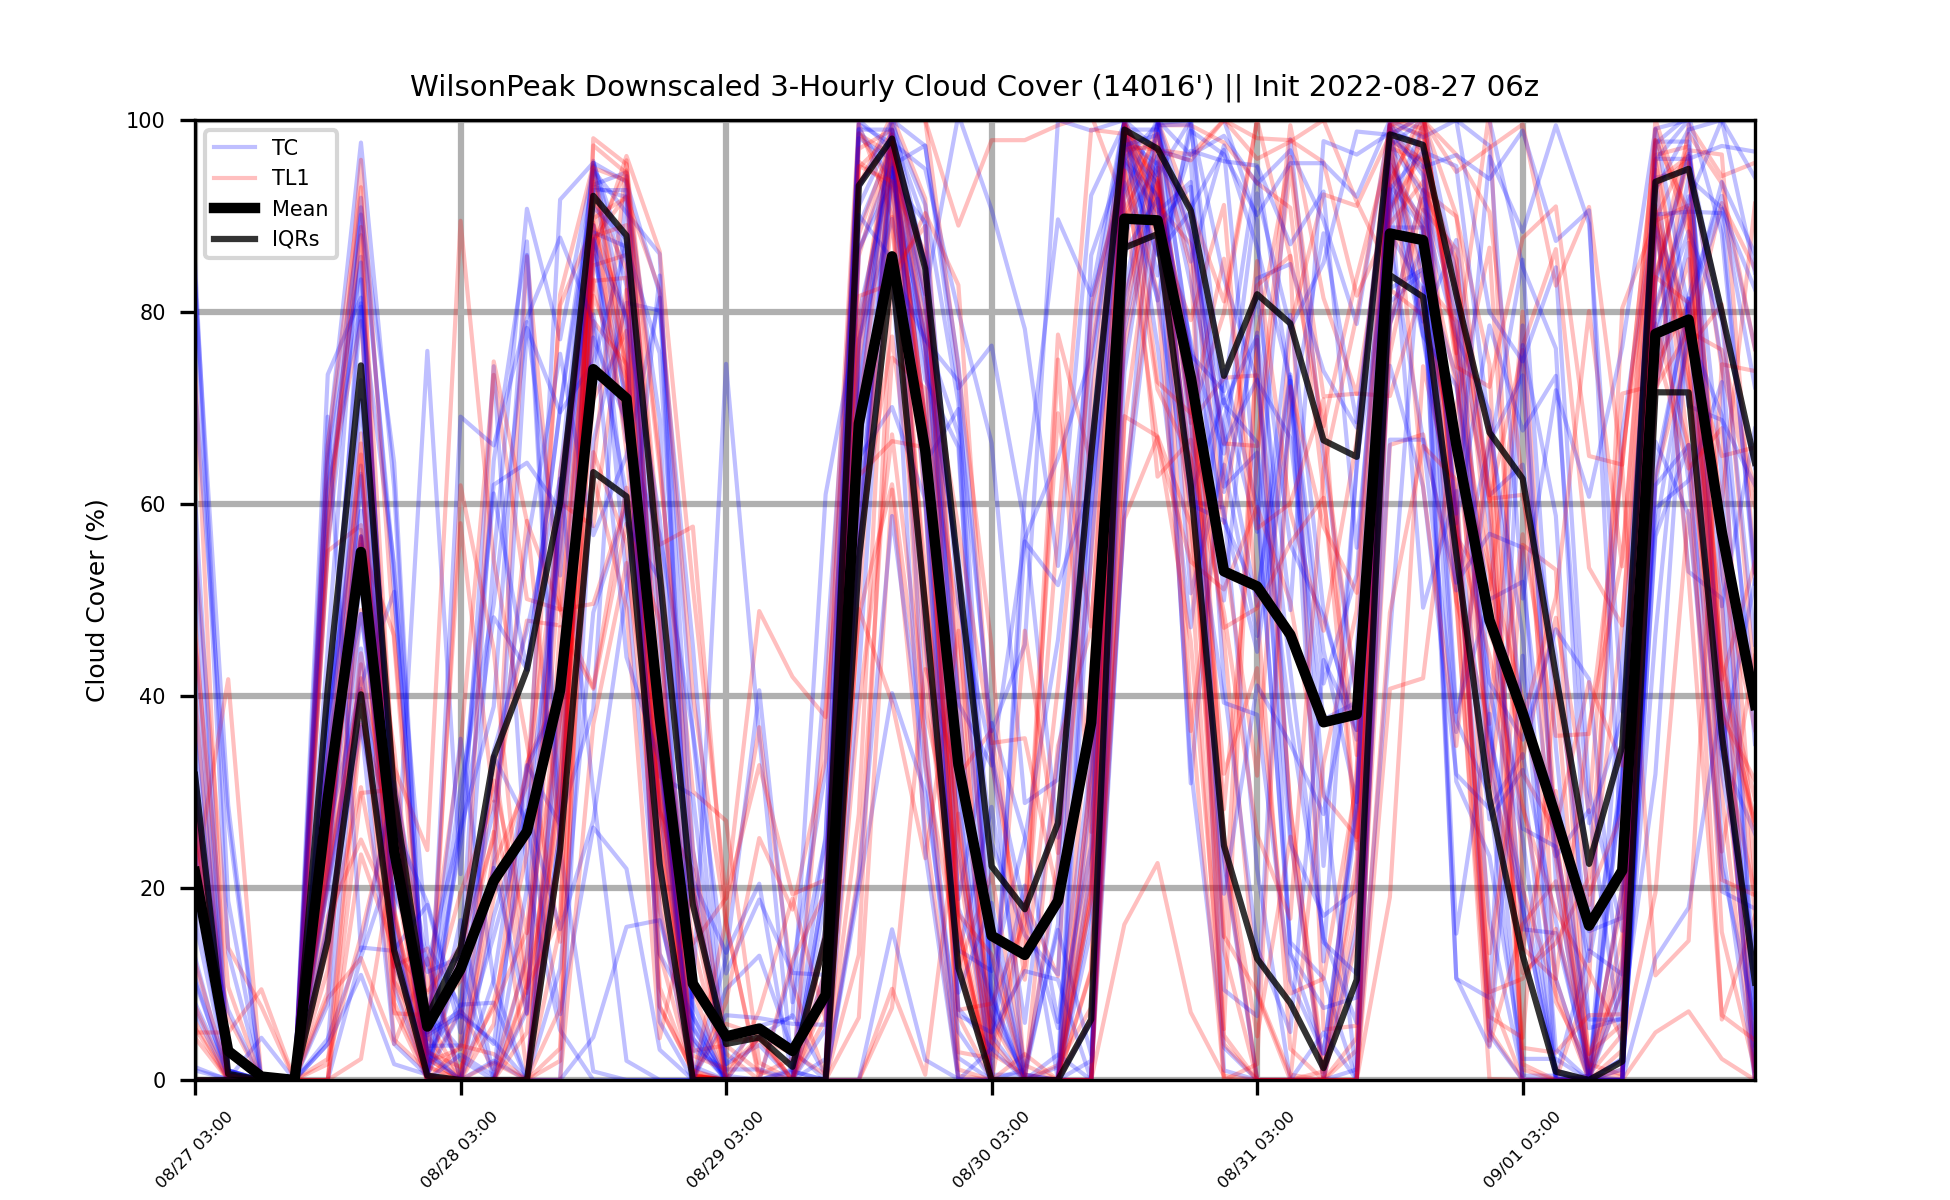 WilsonPeak Downscaled 3-Hourly Cloud Cover (14016') || Init 2022-08-27 06z
TC
TL1
Mean
IQRs
Cloud Cover (%)
100
80
60
40
20
0
08/27 03:00
08/28 03:00
08/29 03:00
08/30 03:00
08/31 03:00
09/01 03:00